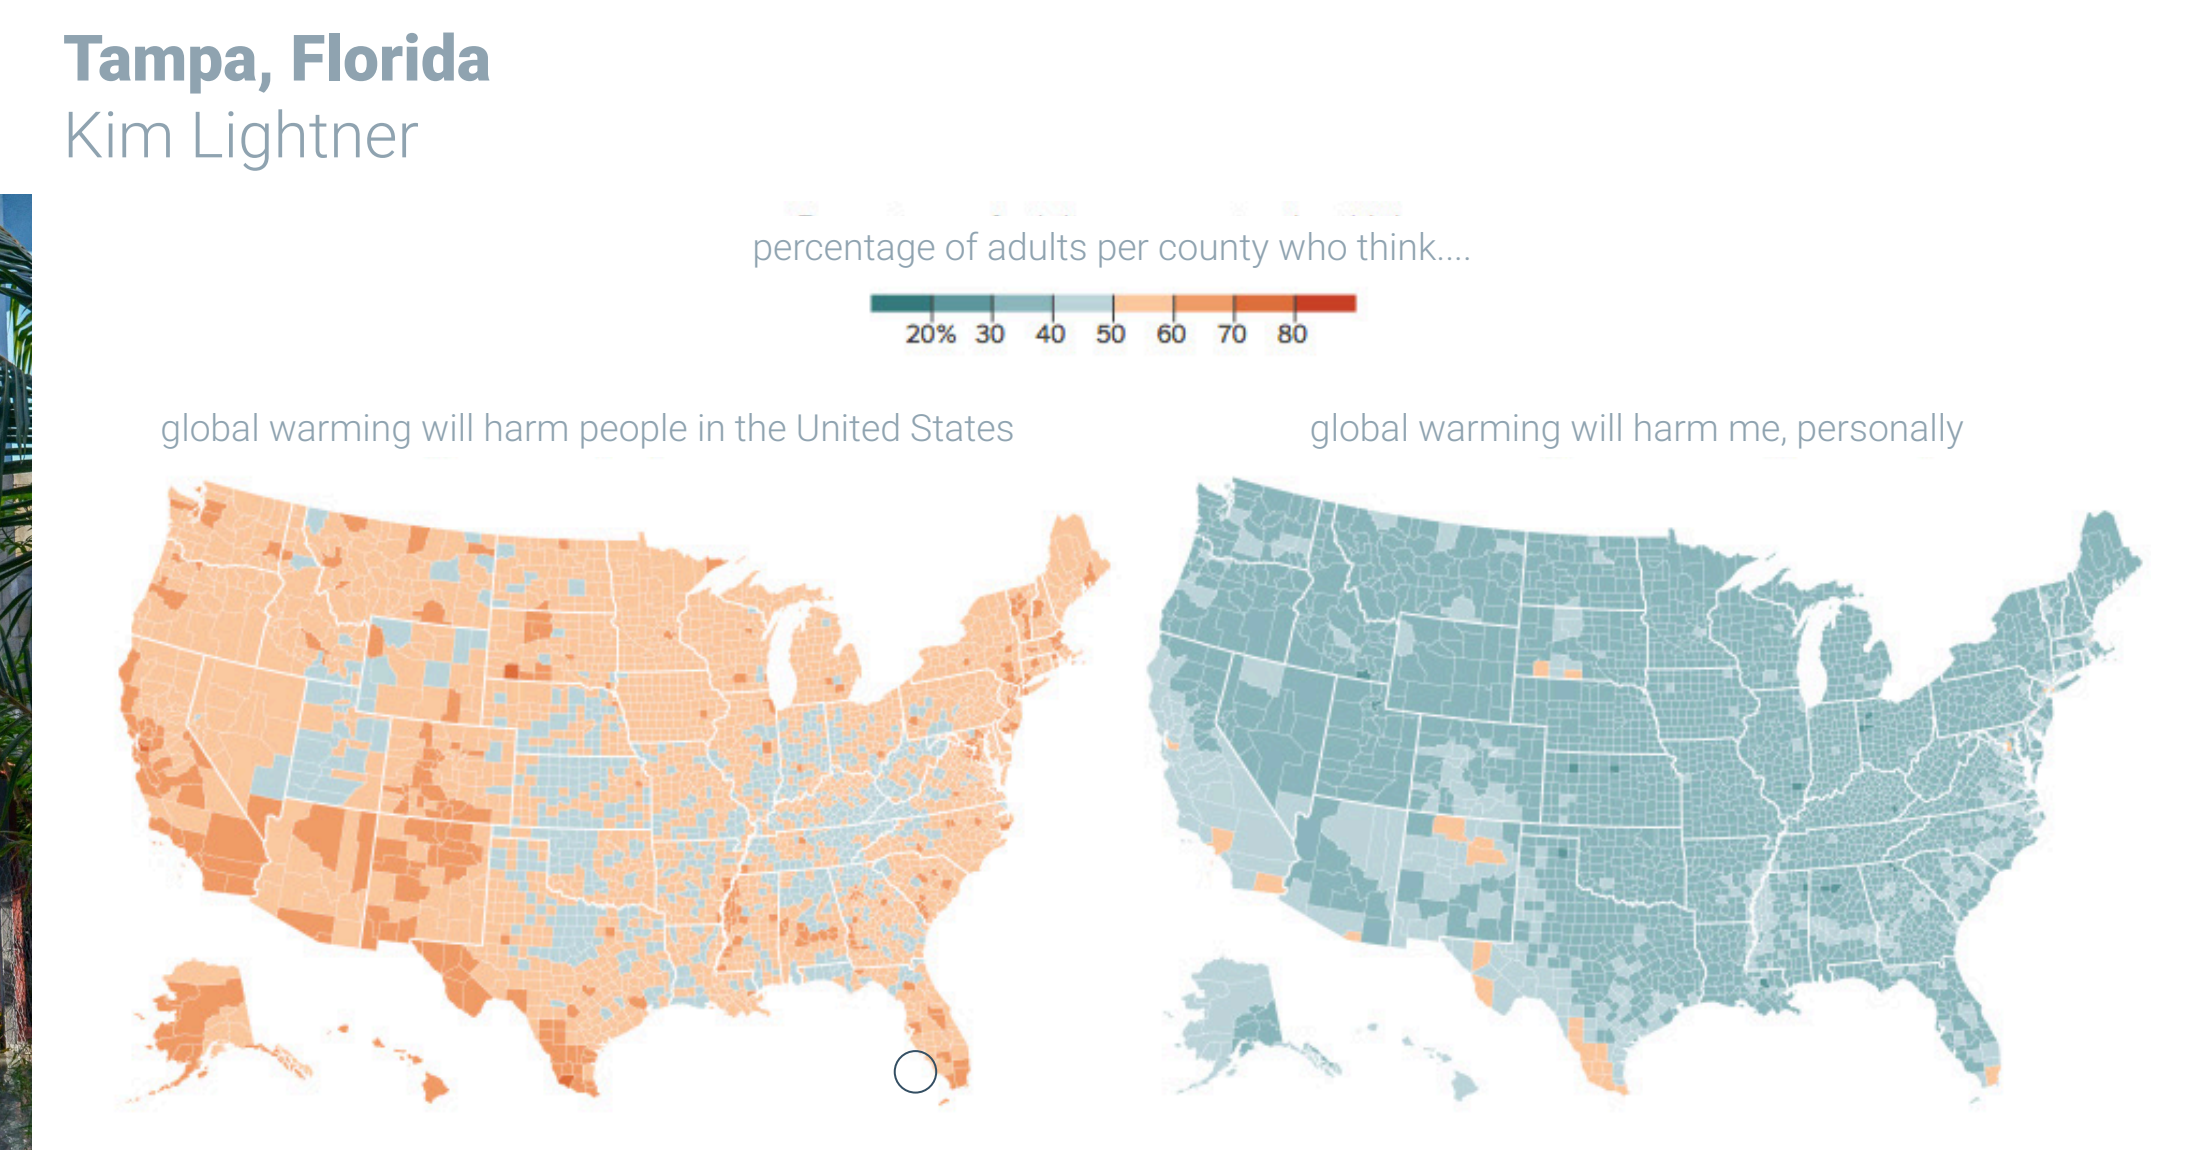 Tampa, Florida
Kim Lightner
percentage of adults per county who think....
20% 30 40 50 60 70 80
global warming will harm people in the United States
global warming will harm me, personally